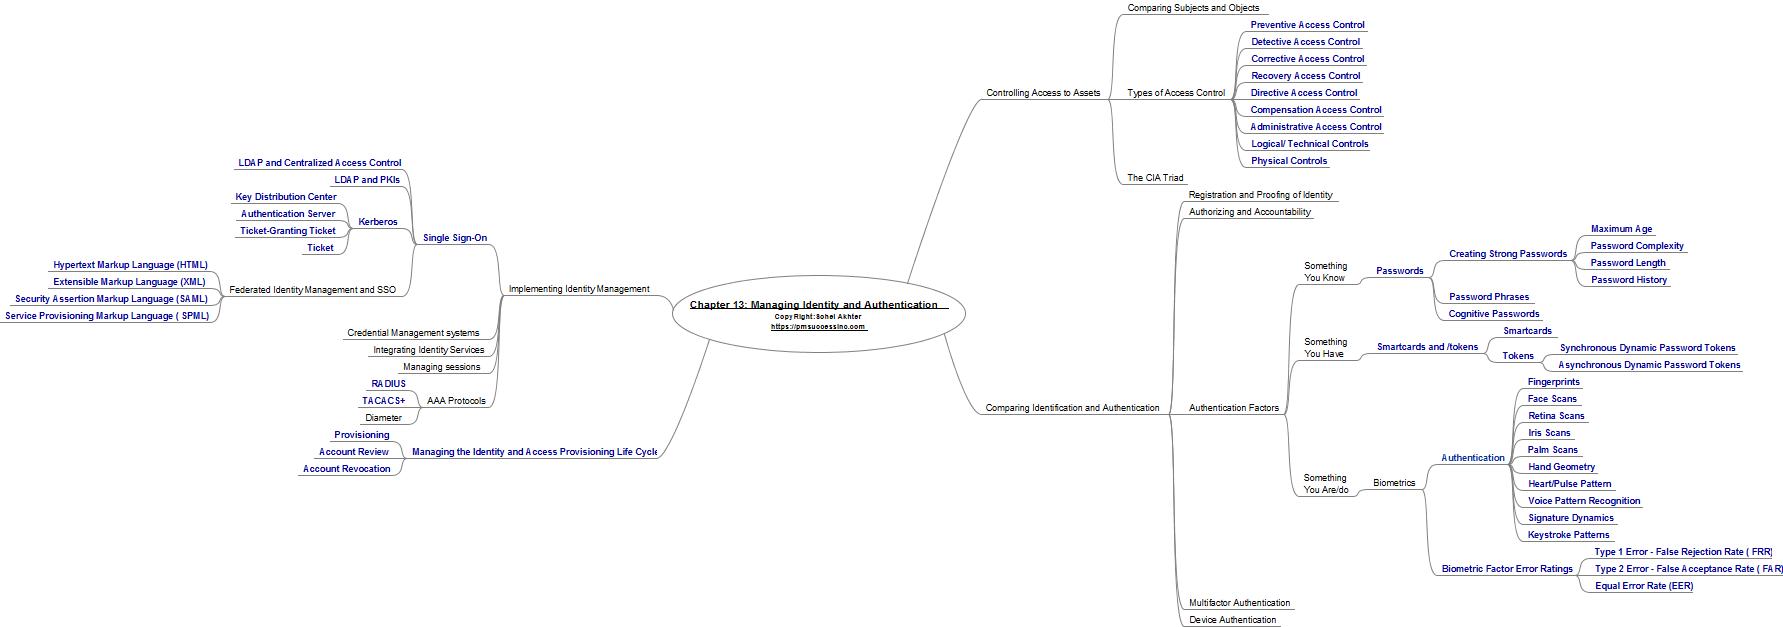 Chapter 13: Managing Identity and Authentication
Copy Right: Sohel Akhter
https://pmsuccessinc.com
Controlling Access to Assets
Comparing Subjects and Objects
Types of Access Control
Preventive Access Control
Detective Access Control
Corrective Access Control
Recovery Access Control
Directive Access Control
Compensation Access Control
Administrative Access Control
Logical/ Technical Controls
Physical Controls
The CIA Triad
Comparing Identification and Authentication
Registration and Proofing of Identity
Authorizing and Accountability
Authentication Factors
Something
You Know
Passwords
Creating Strong Passwords
Maximum Age
Password Complexity
Password Length
Password History
Password Phrases
Cognitive Passwords
Something
You Have
Smartcards and /tokens
Smartcards
Tokens
Synchronous Dynamic Password Tokens
Asynchronous Dynamic Password Tokens
Something
You Are/do
Biometrics
Authentication
Fingerprints
Face Scans
Retina Scans
Iris Scans
Palm Scans
Hand Geometry
Heart/Pulse Pattern
Voice Pattern Recognition
Signature Dynamics
Keystroke Patterns
Biometric Factor Error Ratings
Type 1 Error - False Rejection Rate ( FRR)
Type 2 Error - False Acceptance Rate ( FAR)
Equal Error Rate (EER)
Multifactor Authentication
Device Authentication
Implementing Identity Management
Single Sign-On
LDAP and Centralized Access Control
LDAP and PKIs
Kerberos
Key Distribution Center
Authentication Server
Ticket-Granting Ticket
Ticket
Federated Identity Management and SSO
Hypertext Markup Language (HTML)
Extensible Markup Language (XML)
Security Assertion Markup Language (SAML)
Service Provisioning Markup Language ( SPML)
Credential Management systems
Integrating Identity Services
Managing sessions
AAA Protocols
RADIUS
TACACS+
Diameter
Managing the Identity and Access Provisioning Life Cycle
Provisioning
Account Review
Account Revocation